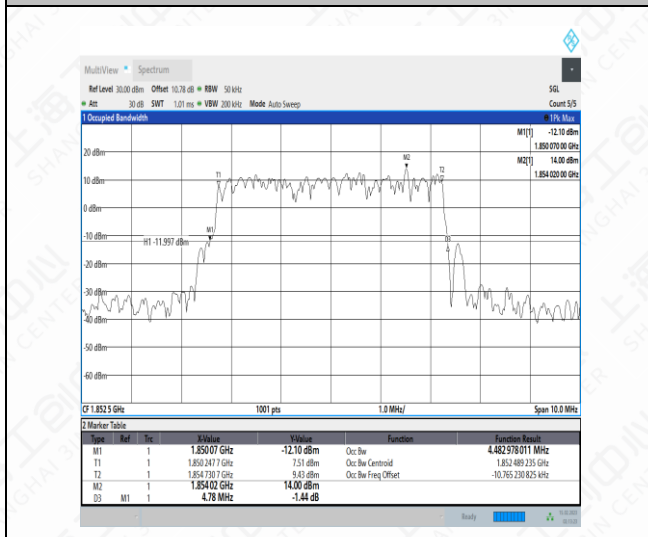 MultiView Spectrum
Ref Level 30.00 dBm Offset 10.78 dB RBW 50 kHz SGL
Att 30 dB SWT 1.01 ms VBW 200 kHz Mode Auto Sweep Count 5/5
1 Occupied Bandwidth 1Pk Max
M1[1] -12.10 dBm
1.850 070 00 GHz
M2[1] 14.00 dBm
1.854 020 00 GHz
20 dBm
M2
T1
T2
10 dBm
0 dBm
M1
-10 dBm
H1 -11.997 dBm
D3
-20 dBm
-30 dBm
-40 dBm
-50 dBm
-60 dBm
CF 1.852 5 GHz 1001 pts 1.0 MHz/ Span 10.0 MHz
2 Marker Table
Type Ref Trc X-Value Y-Value Function Function Result
M1 1 1.850 07 GHz -12.10 dBm Occ Bw 4.482 978 011 MHz
T1 1 1.850 247 7 GHz 7.51 dBm Occ Bw Centroid 1.852 489 235 GHz
T2 1 1.854 730 7 GHz 9.43 dBm Occ Bw Freq Offset -10.765 230 825 kHz
M2 1 1.854 02 GHz 14.00 dBm
D3 M1 1 4.78 MHz -1.44 dB
Ready